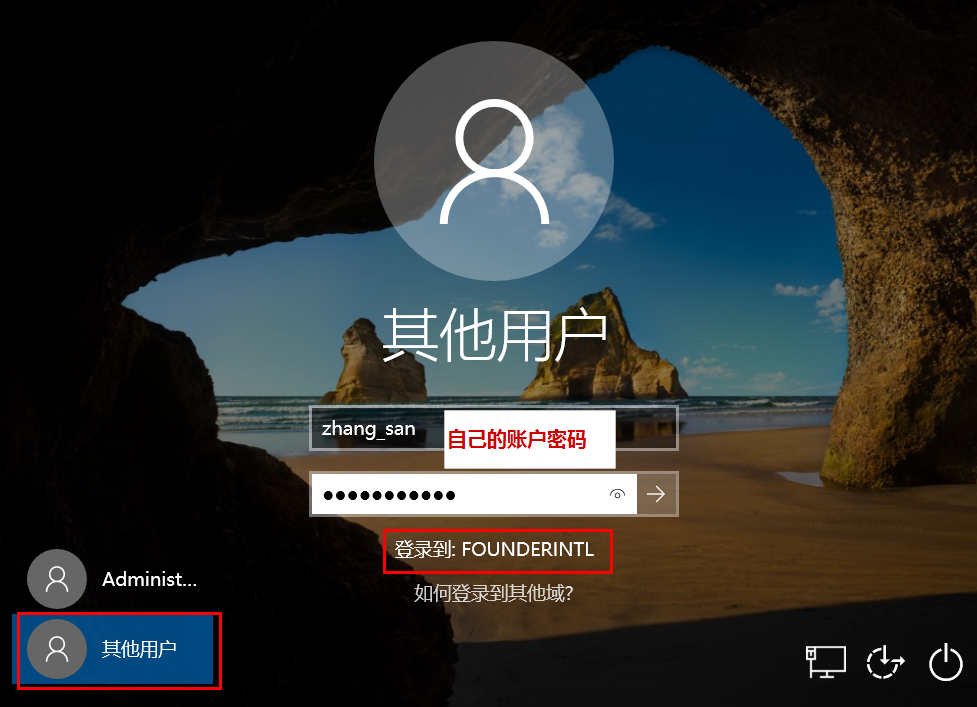 其他用户
zhang_san
自己的账户密码
登录到: FOUNDERINTL
如何登录到其他域?
Administ...
其他用户